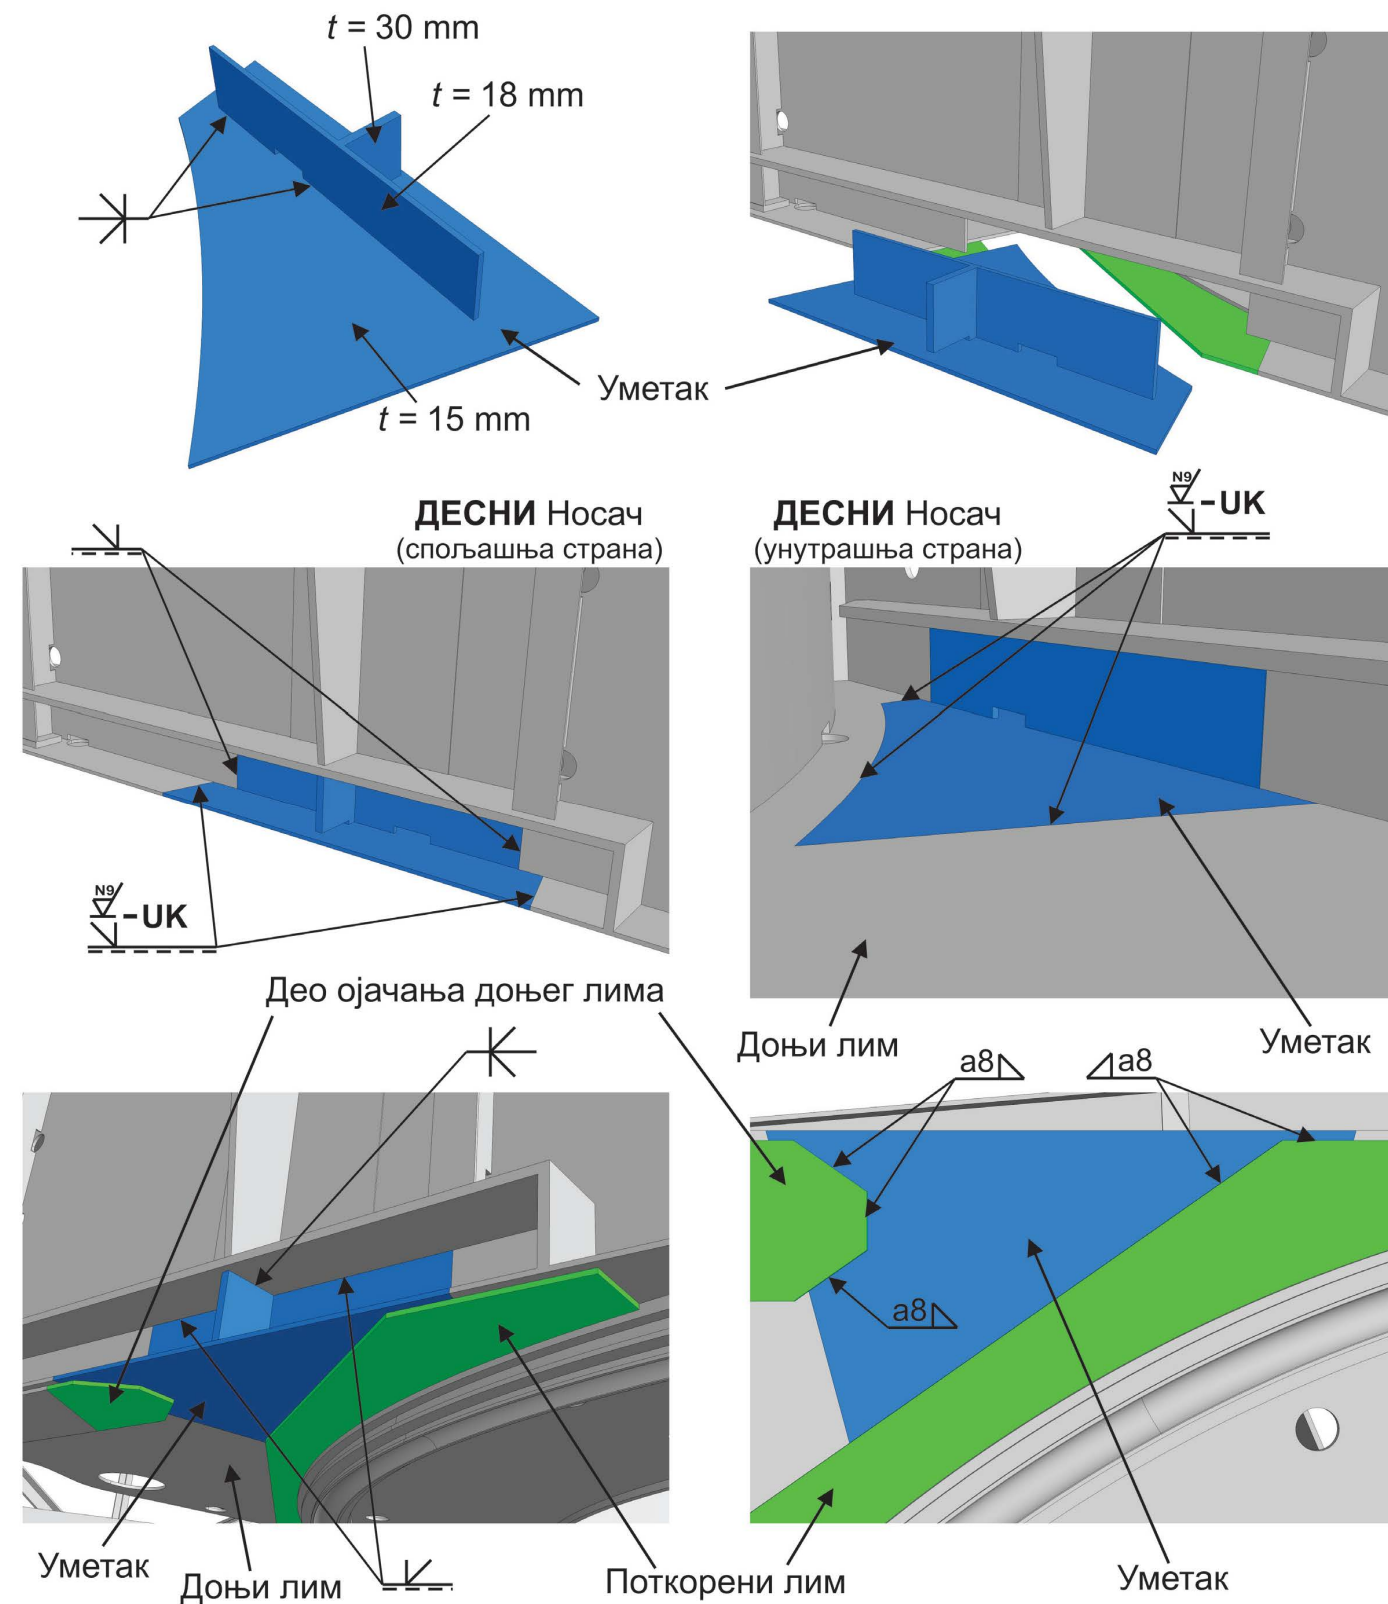 t = 30 mm
t = 18 mm
Уметак
t = 15 mm
ДЕСНИ Носач
(спољашња страна)
ДЕСНИ Носач
(унутрашња страна)
N9
-UK
N9
-UK
Део ојачања доњег лима
Доњи лим
Уметак
a8
a8
a8
Уметак
Доњи лим
Поткорени лим
Уметак